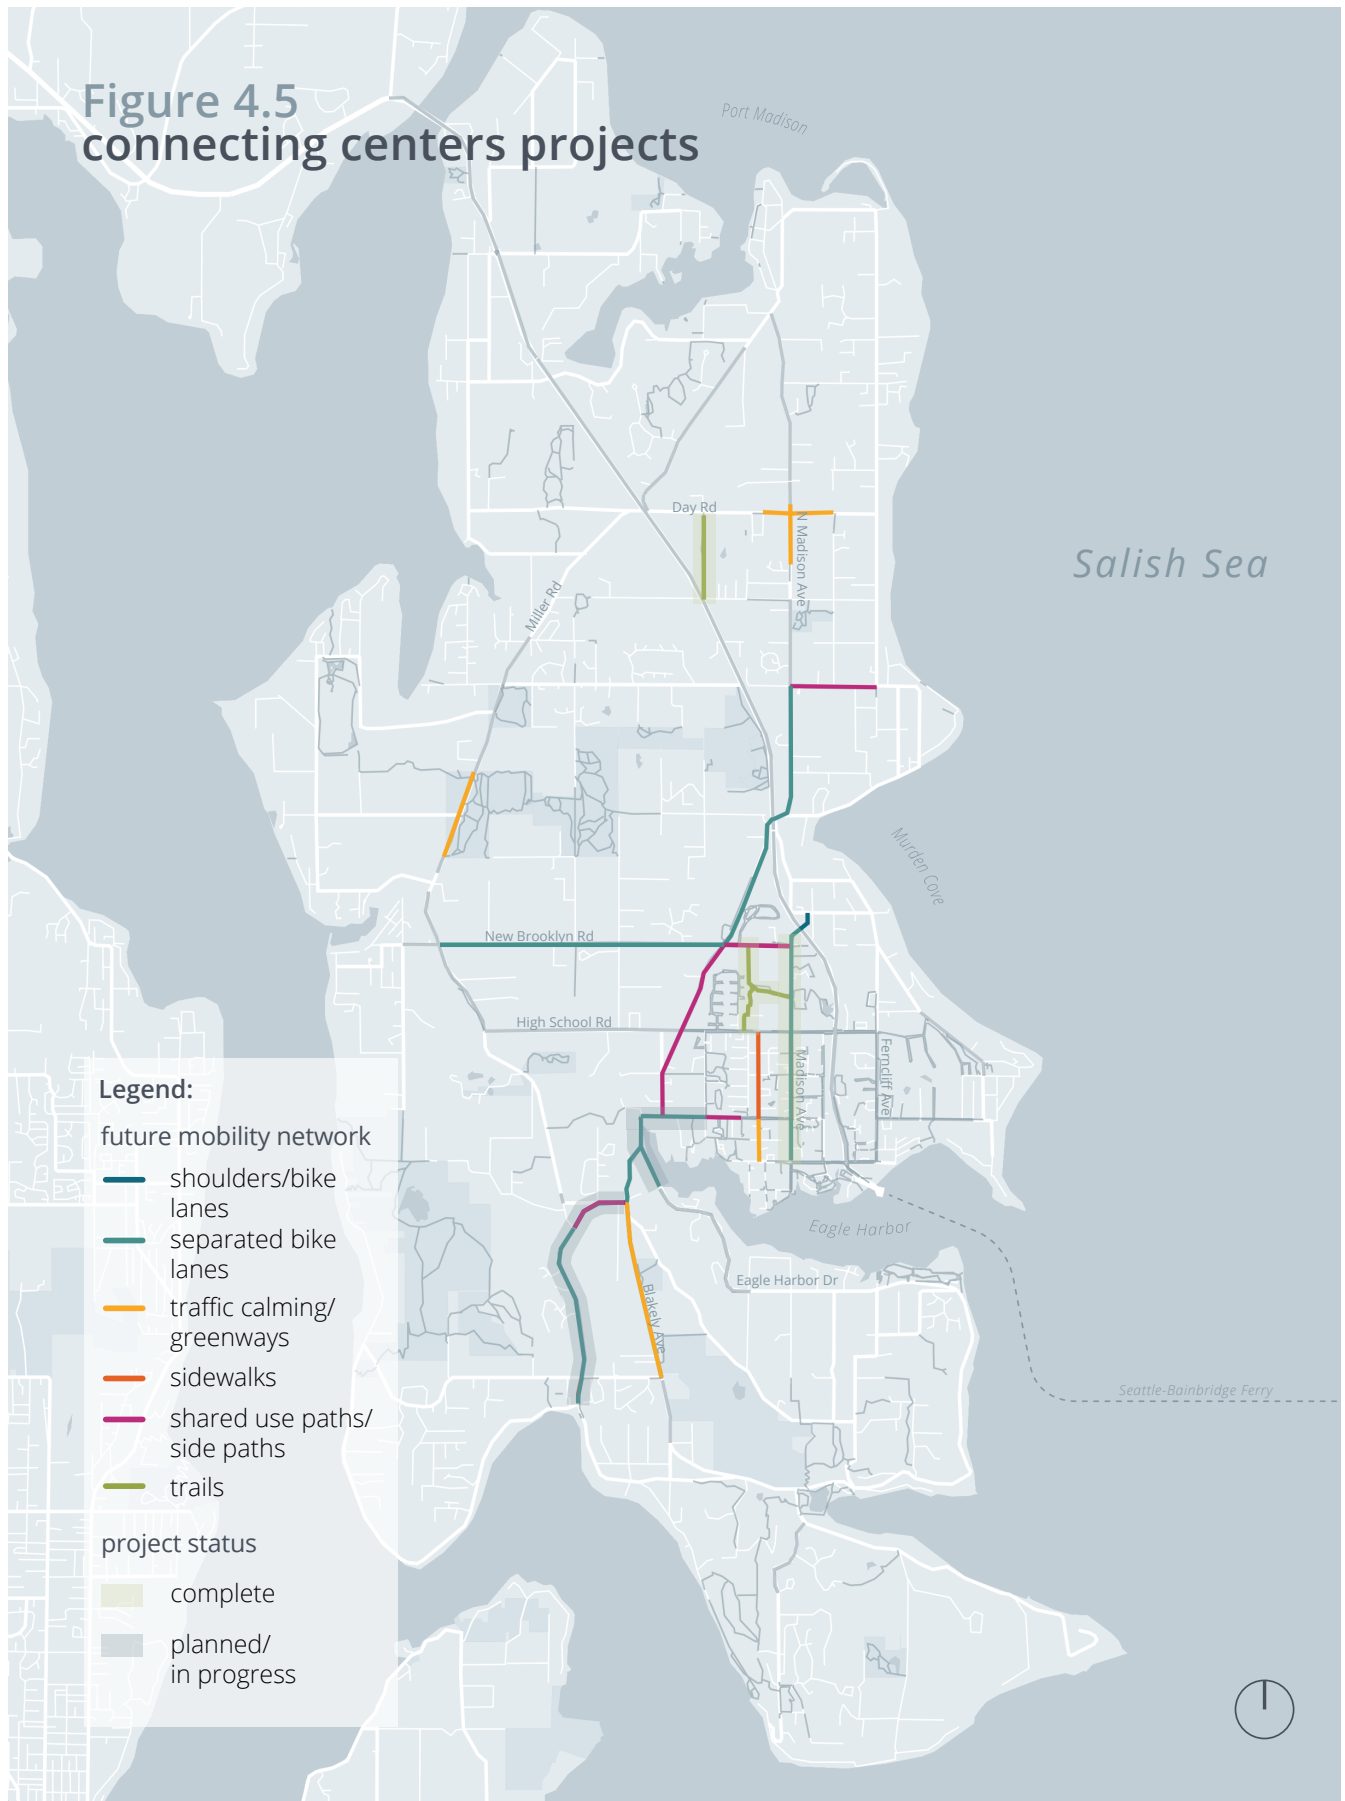 Figure 4.5
connecting centers projects
Port Madison
Day Rd
N Madison Ave
Salish Sea
Miller Rd
Murden Cove
New Brooklyn Rd
High School Rd
Madison Ave
Ferncliff Ave
Eagle Harbor
Eagle Harbor Dr
Blakely Ave
Seattle-Bainbridge Ferry
Legend:
future mobility network
shoulders/bike
lanes
separated bike
lanes
traffic calming/
greenways
sidewalks
shared use paths/
side paths
trails
project status
complete
planned/
in progress